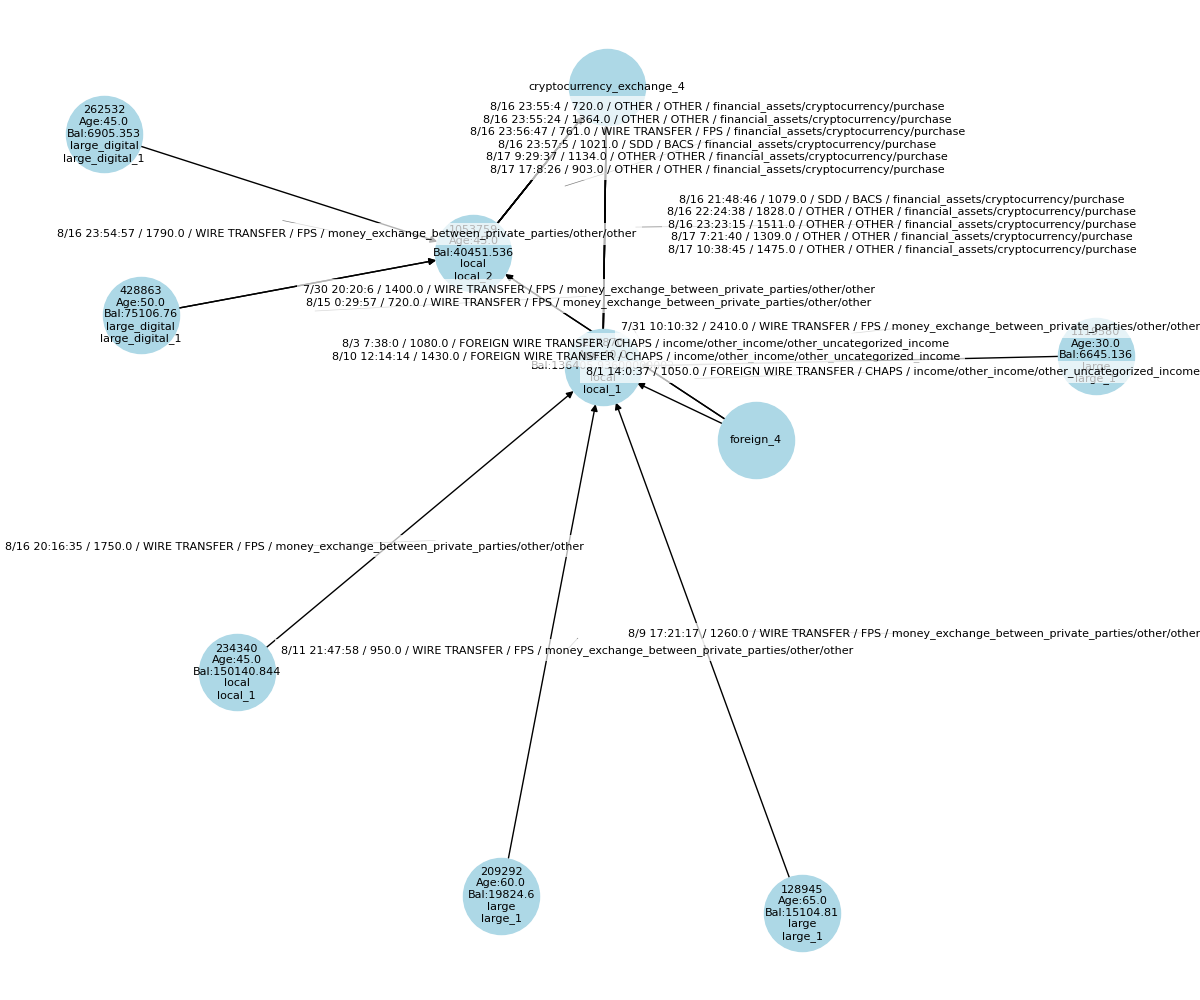 cryptocurrency_exchange_4
8/16 23:55:4 / 720.0 / OTHER / OTHER / financial_assets/cryptocurrency/purchase
8/16 23:55:24 / 1364.0 / OTHER / OTHER / financial_assets/cryptocurrency/purchase
8/16 23:56:47 / 761.0 / WIRE TRANSFER / FPS / financial_assets/cryptocurrency/purchase
8/16 23:57:5 / 1021.0 / SDD / BACS / financial_assets/cryptocurrency/purchase
8/17 9:29:37 / 1134.0 / OTHER / OTHER / financial_assets/cryptocurrency/purchase
8/17 17:8:26 / 903.0 / OTHER / OTHER / financial_assets/cryptocurrency/purchase
262532
Age:45.0
Bal:6905.353
large_digital
large_digital_1
8/16 21:48:46 / 1079.0 / SDD / BACS / financial_assets/cryptocurrency/purchase
8/16 22:24:38 / 1828.0 / OTHER / OTHER / financial_assets/cryptocurrency/purchase
8/16 23:23:15 / 1511.0 / OTHER / OTHER / financial_assets/cryptocurrency/purchase
8/17 7:21:40 / 1309.0 / OTHER / OTHER / financial_assets/cryptocurrency/purchase
8/17 10:38:45 / 1475.0 / OTHER / OTHER / financial_assets/cryptocurrency/purchase
8/16 23:54:57 / 1790.0 / WIRE TRANSFER / FPS / money_exchange_between_private_parties/other/other
Bal:40451.536
local
local_2
428863
Age:50.0
Bal:75106.76
large_digital
large_digital_1
7/30 20:20:6 / 1400.0 / WIRE TRANSFER / FPS / money_exchange_between_private_parties/other/other
8/15 0:29:57 / 720.0 / WIRE TRANSFER / FPS / money_exchange_between_private_parties/other/other
7/31 10:10:32 / 2410.0 / WIRE TRANSFER / FPS / money_exchange_between_private_parties/other/other
8/3 7:38:0 / 1080.0 / FOREIGN WIRE TRANSFER / CHAPS / income/other_income/other_uncategorized_income
8/10 12:14:14 / 1430.0 / FOREIGN WIRE TRANSFER / CHAPS / income/other_income/other_uncategorized_income
8/1 14:0:37 / 1050.0 / FOREIGN WIRE TRANSFER / CHAPS / income/other_income/other_uncategorized_income
local
local_1
Age:30.0
Bal:6645.136
large
large_1
foreign_4
8/16 20:16:35 / 1750.0 / WIRE TRANSFER / FPS / money_exchange_between_private_parties/other/other
8/9 17:21:17 / 1260.0 / WIRE TRANSFER / FPS / money_exchange_between_private_parties/other/other
8/11 21:47:58 / 950.0 / WIRE TRANSFER / FPS / money_exchange_between_private_parties/other/other
234340
Age:45.0
Bal:150140.844
local
local_1
209292
Age:60.0
Bal:19824.6
large
large_1
128945
Age:65.0
Bal:15104.81
large
large_1